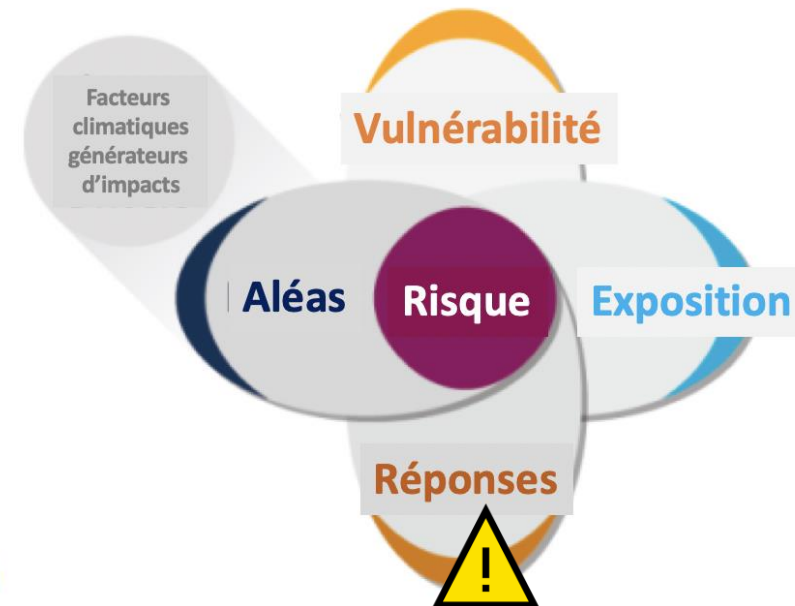 Facteurs
climatiques
générateurs
d'impacts
Vulnérabilité
Aléas
Risque
Exposition
Réponses
!